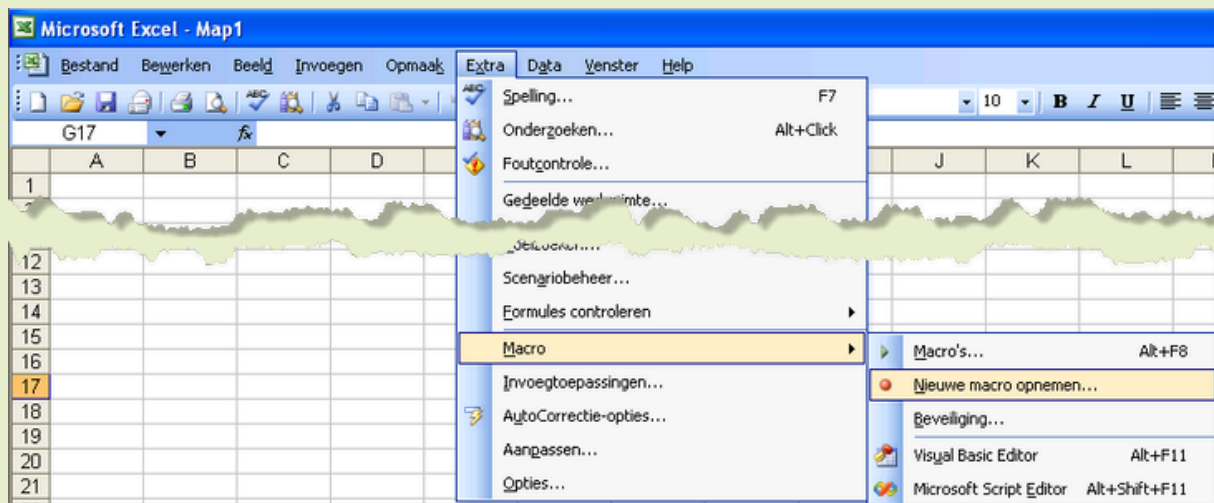 Microsoft Excel - Map1
Bestand Bewerken Beeld Invoegen Opmaak Extra Data Venster Help
10 B I U
G17 fx
A B C D J K L
Spelling... F7
Onderzoeken... Alt+Click
Foutcontrole...
Gedeelde
Scenariobeheer...
Formules controleren
Macro
Invoegtoepassingen...
AutoCorrectie-opties...
Aanpassen...
Opties...
Macro's... Alt+F8
Nieuwe macro opnemen...
Beveiliging...
Visual Basic Editor Alt+F11
Microsoft Script Editor Alt+Shift+F11
1
12
13
14
15
16
17
18
19
20
21